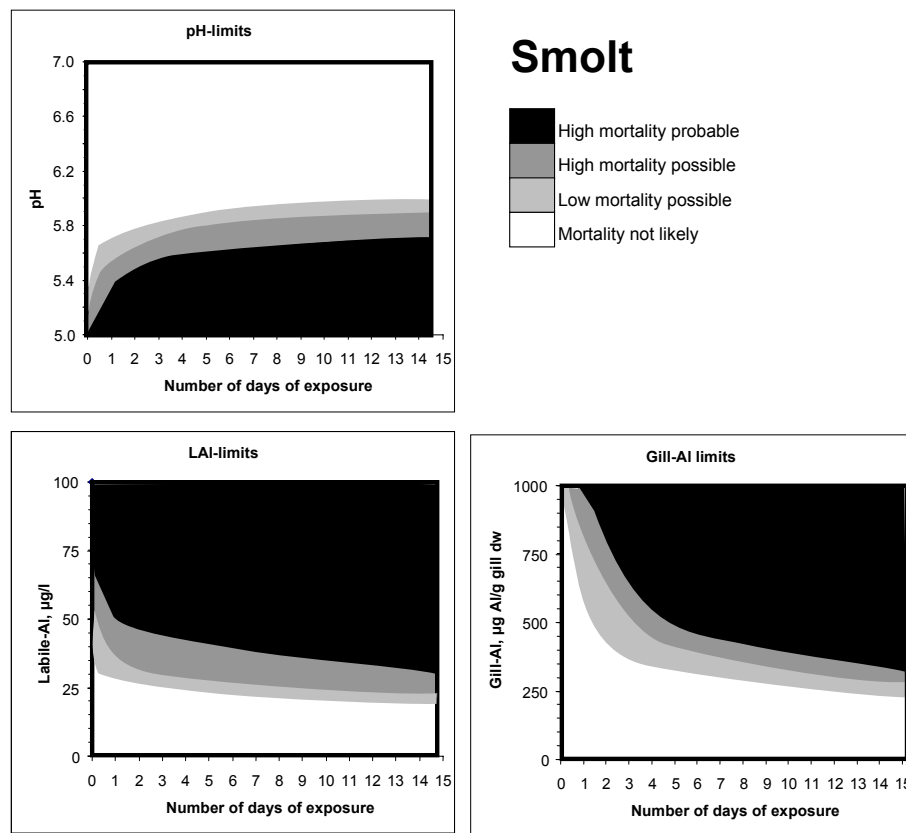 pH-limits
7.0
6.6
6.2
5.8
5.4
5.0
pH
0 1 2 3 4 5 6 7 8 9 10 11 12 13 14 15
Number of days of exposure
Smolt
High mortality probable
High mortality possible
Low mortality possible
Mortality not likely
LAl-limits
100
75
50
25
0
Labile-Al, µg/l
0 1 2 3 4 5 6 7 8 9 10 11 12 13 14 15
Number of days of exposure
Gill-Al limits
1000
750
500
250
0
Gill-Al, µg Al/g gill dw
0 1 2 3 4 5 6 7 8 9 10 11 12 13 14 15
Number of days of exposure